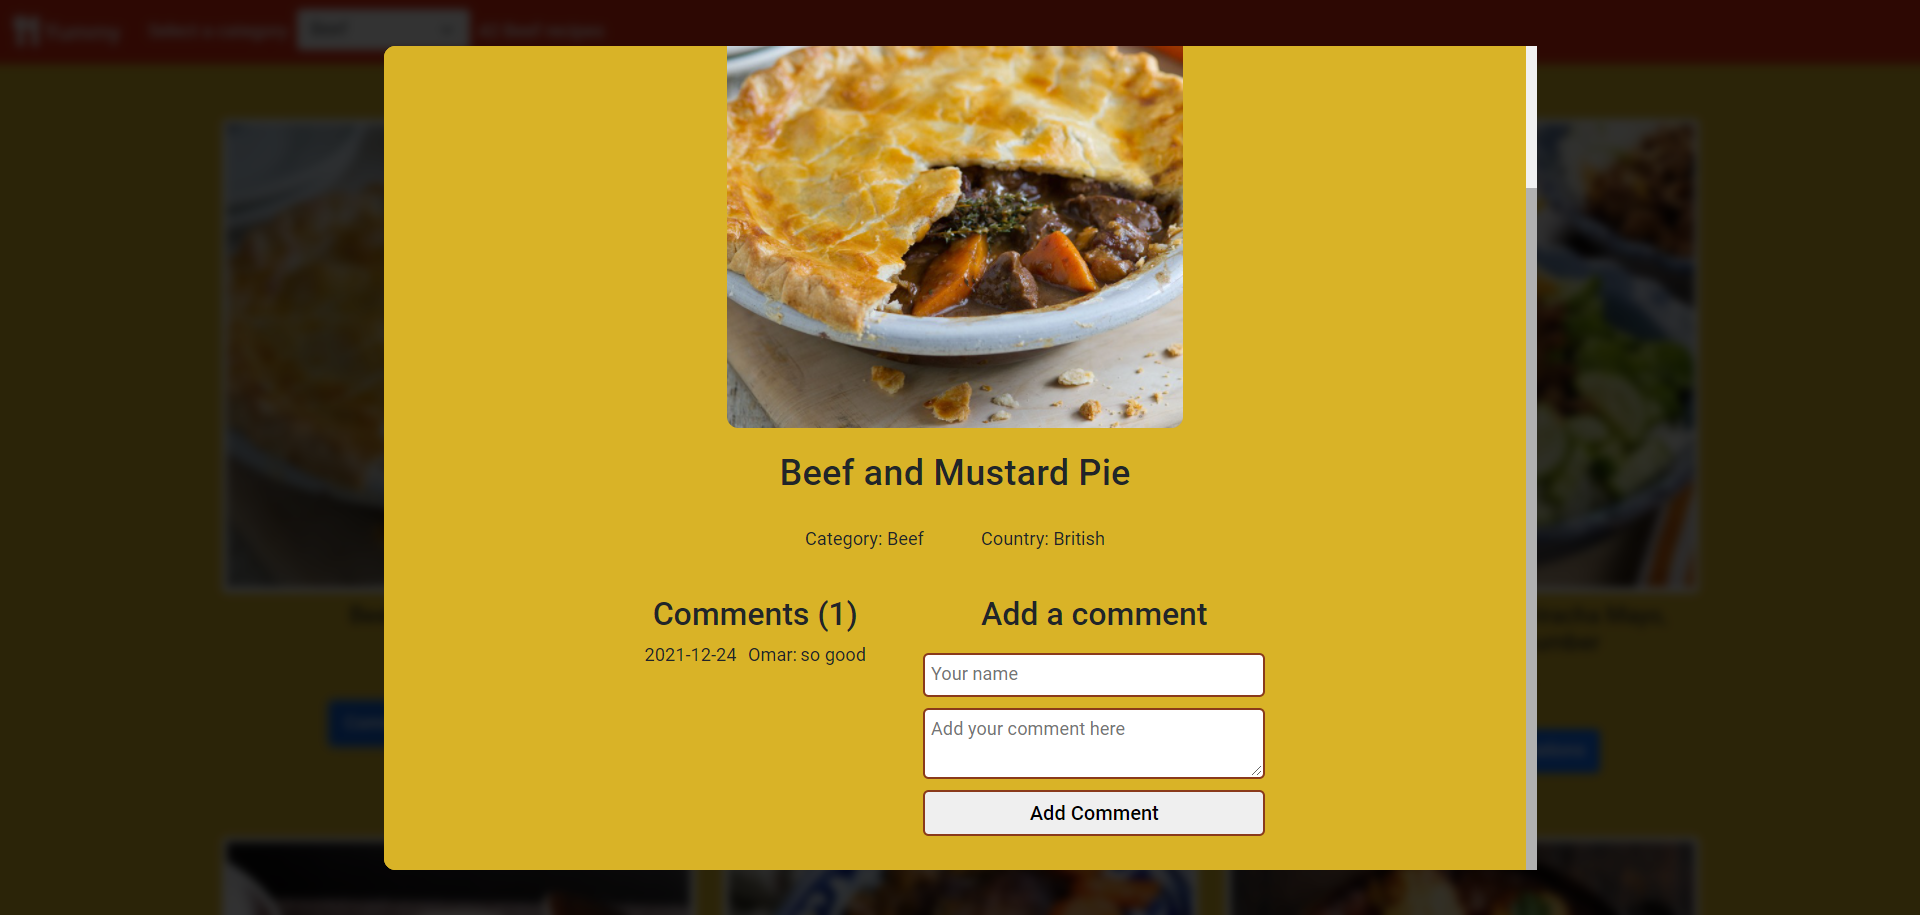 Beef and Mustard Pie
Category: Beef Country: British
Comments (1)
2021-12-24 Omar: so good
Add a comment
Your name
Add your comment here
Add Comment